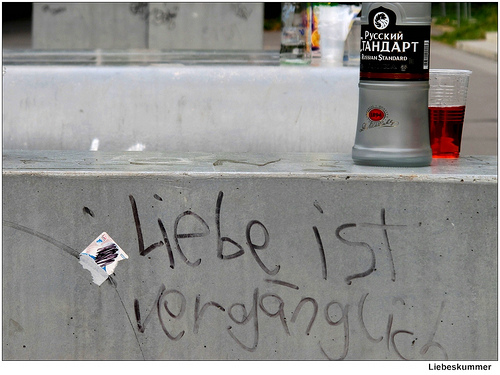 Русский
СТАНДАРТ
Russian Standard
Liebe ist
vergänglich
Liebeskummer